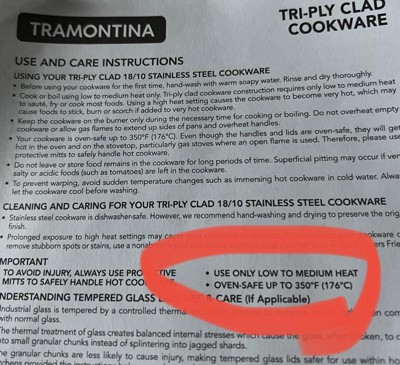 TRAMONTINA
TRI-PLY CLAD
COOKWARE
USE AND CARE INSTRUCTIONS
USING YOUR TRI-PLY CLAD 18/10 STAINLESS STEEL COOKWARE
• Before using your cookware for the first time, hand-wash with warm soapy water. Rinse and dry thoroughly.
• Cook or boil using low to medium heat only. Tri-ply clad cookware construction requires only low to medium heat
to sauté, fry or cook most foods. Using a high heat setting causes the cookware to become very hot, which may
cause foods to stick, burn or scorch if added to very hot cookware.
• Keep the cookware on the burner only during the necessary time for cooking or boiling. Do not overheat empty
cookware or allow gas flames to extend up sides of pans and overheat handles.
• Your cookware is oven-safe up to 350°F (176°C). Even though the handles and lids are oven-safe, they will get
hot in the oven and on the stovetop, particularly gas stoves where an open flame is used. Therefore, please use
protective mitts to safely handle hot cookware.
• Do not leave or store food remains in the cookware for long periods of time. Superficial pitting may occur if very
salty or acidic foods (such as tomatoes) are left in the cookware.
• To prevent warping, avoid sudden temperature changes such as immersing hot cookware in cold water. Alwa
let the cookware cool before washing.
CLEANING AND CARING FOR YOUR TRI-PLY CLAD 18/10 STAINLESS STEEL COOKWARE
• Stainless steel cookware is dishwasher-safe. However, we recommend hand-washing and drying to preserve the orig
finish.
• Prolonged exposure to high heat settings may
remove stubborn spots or stains, use a
MPORTANT
TO AVOID INJURY, ALWAYS USE
MITTS TO SAFELY HANDLE HOT
• USE ONLY LOW TO MEDIUM HEAT
• OVEN-SAFE UP TO 350°F (176°C)
NDERSTANDING TEMPERED GLASS & CARE (If Applicable)
Industrial glass is tempered by a controlled
with normal glass.
The thermal treatment of glass creates balanced internal stresses which cause the glass, when broken, to c
into small granular chunks instead of splintering into jagged shards.
he granular chunks are less likely to cause injury, making tempered glass lids safer for use within ho